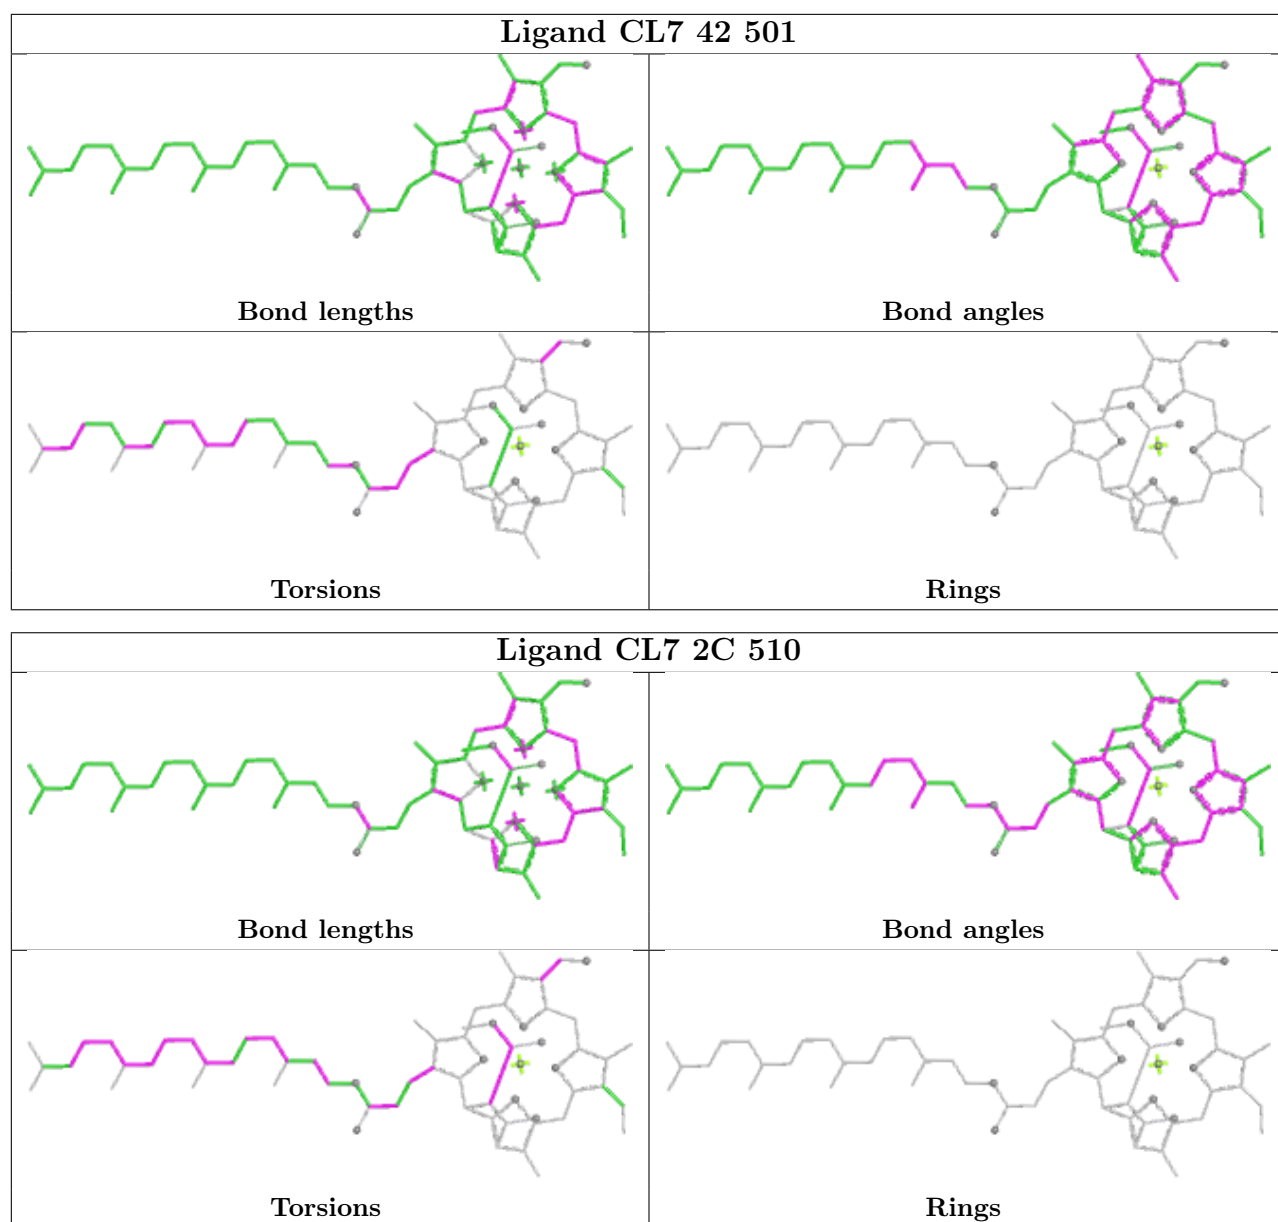 Ligand CL7 42 501
Bond lengths
Bond angles
Torsions
Rings
Ligand CL7 2C 510
Bond lengths
Bond angles
Torsions
Rings